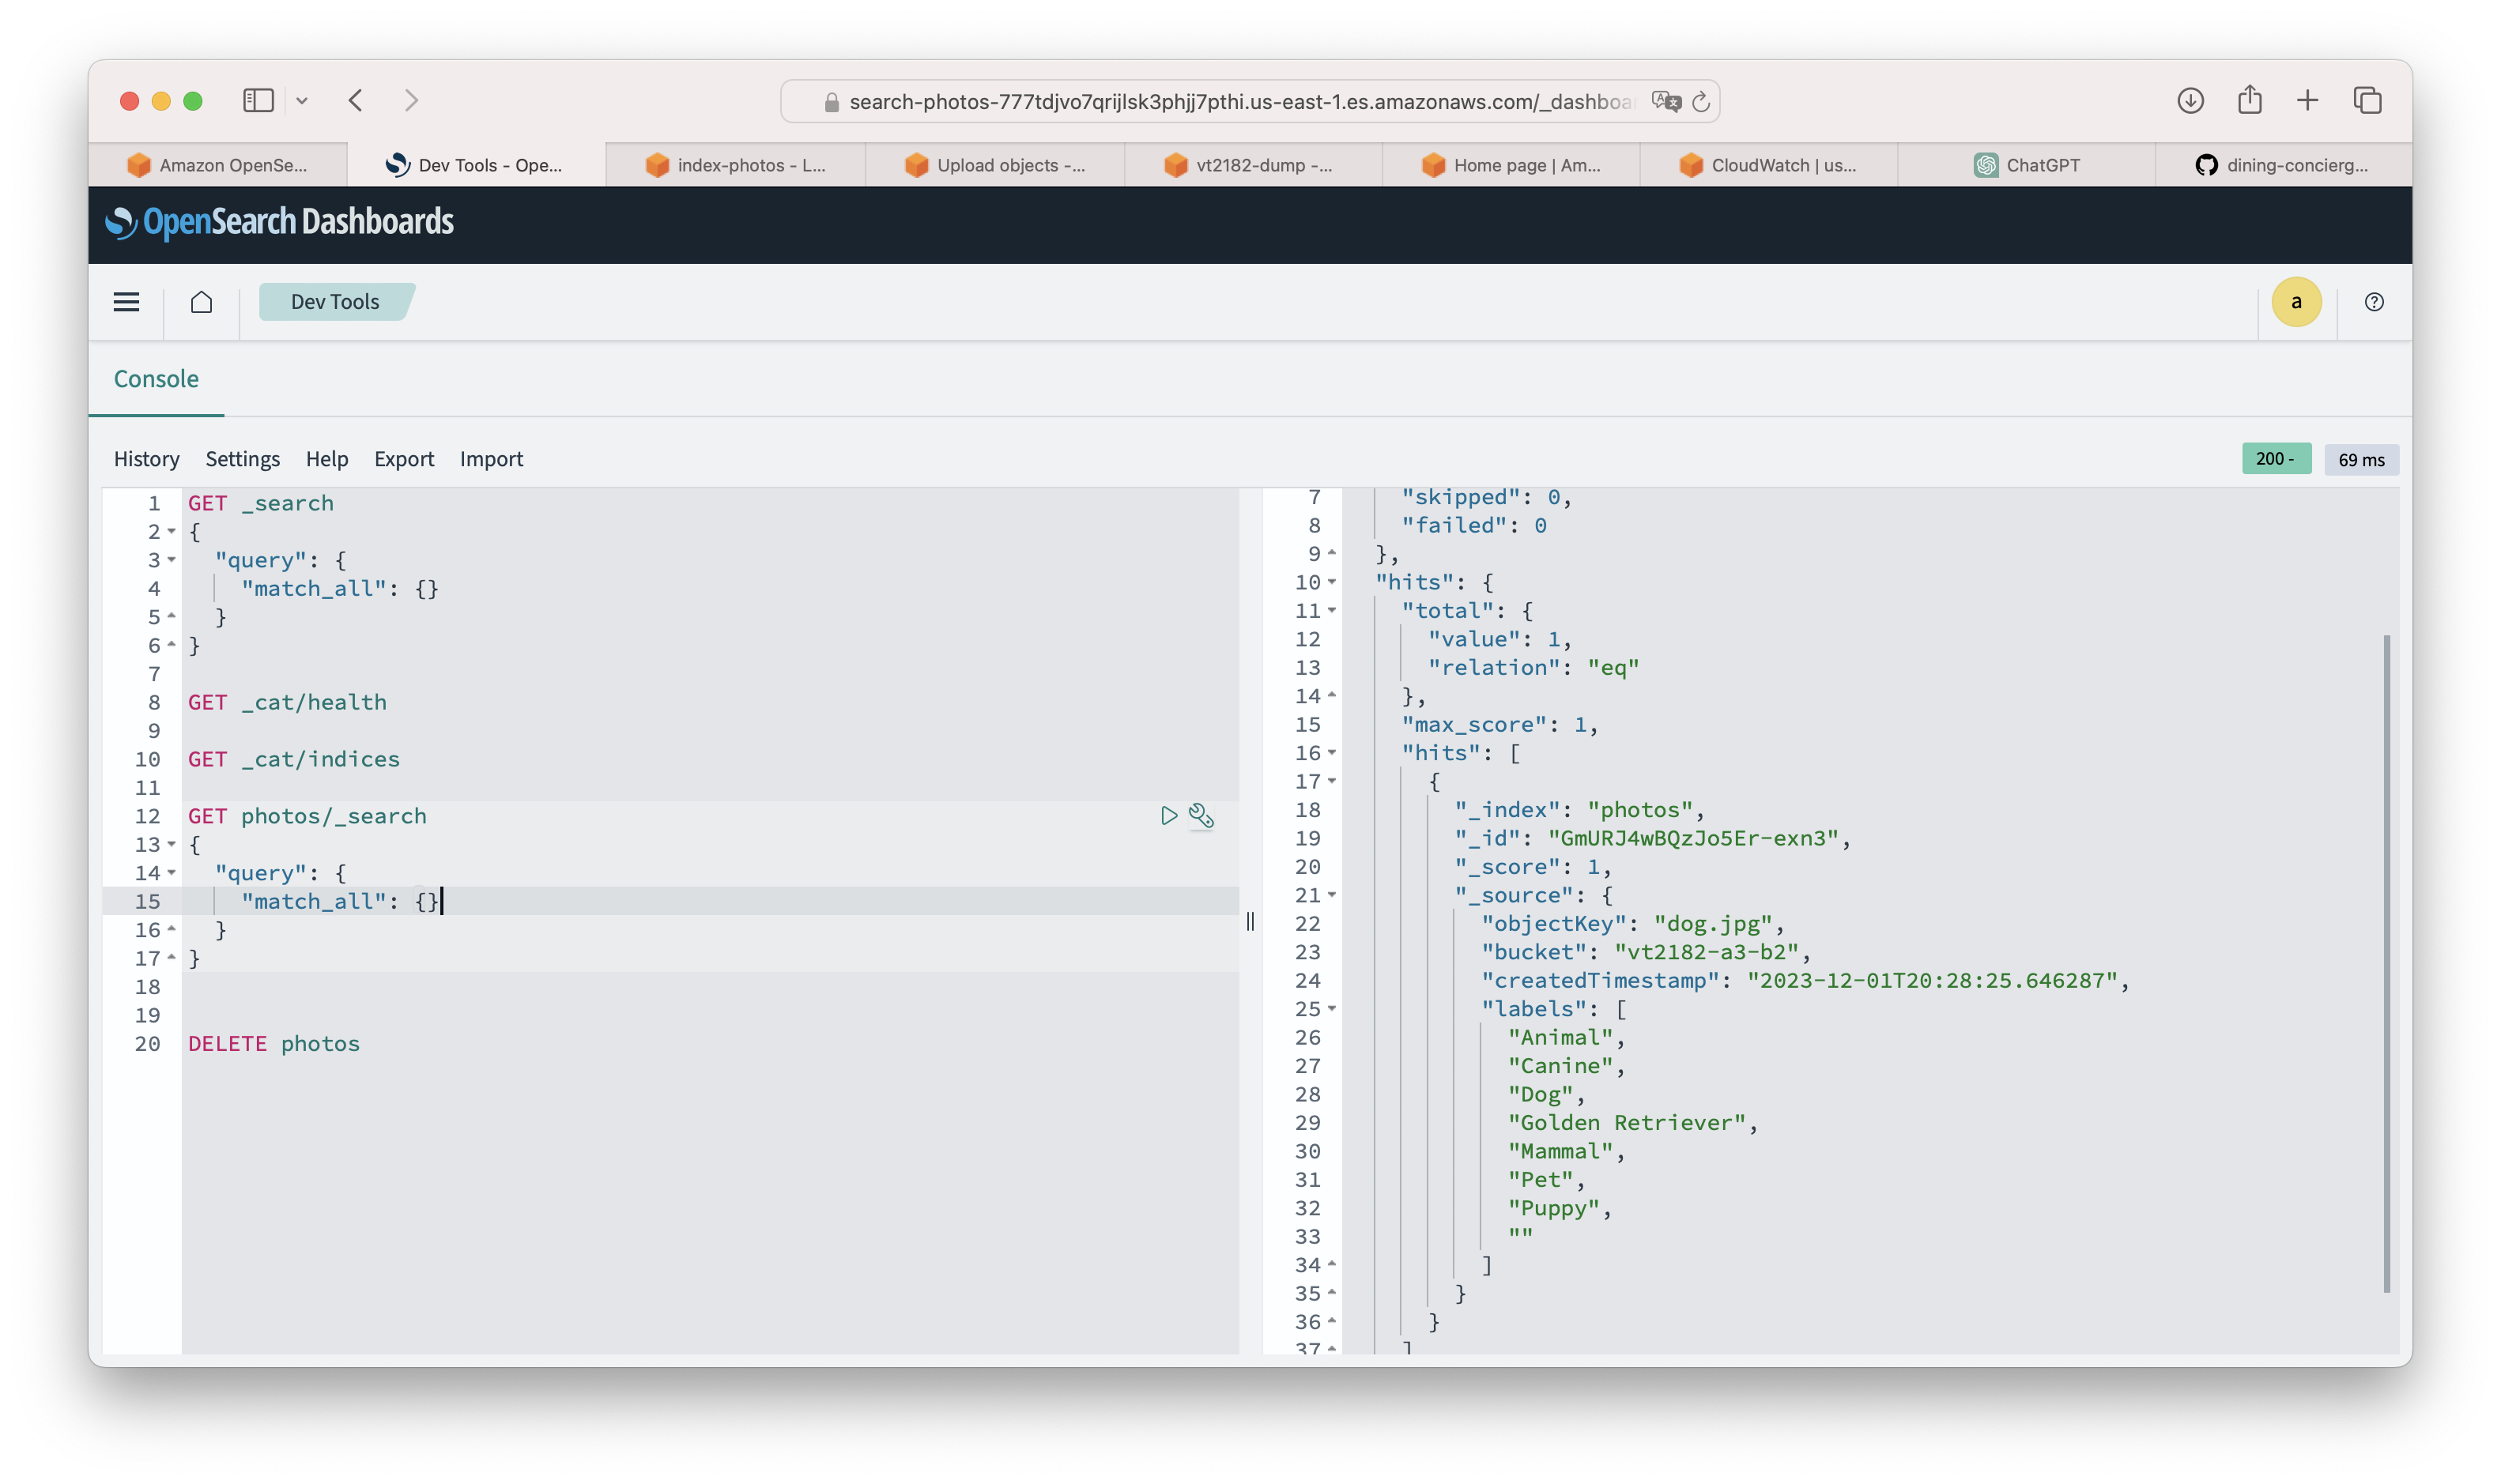 search-photos-777tdjvo7qrijlsk3phjj7pthi.us-east-1.es.amazonaws.com/_dashboa
Amazon OpenSe...
Dev Tools - Ope...
index-photos - L...
Upload objects -...
vt2182-dump -...
Home page | Am...
CloudWatch | us...
ChatGPT
dining-concierg...
OpenSearch Dashboards
Dev Tools
a
Console
History Settings Help Export Import
200 - 69 ms
1 GET _search
2 {
3 "query": {
4 "match_all": {}
5 }
6 }
7
8 GET _cat/health
9
10 GET _cat/indices
11
12 GET photos/_search
13 {
14 "query": {
15 "match_all": {}
16 }
17 }
18
19
20 DELETE photos
7 "skipped": 0,
8 "failed": 0
9 },
10 "hits": {
11 "total": {
12 "value": 1,
13 "relation": "eq"
14 },
15 "max_score": 1,
16 "hits": [
17 {
18 "_index": "photos",
19 "_id": "GmURJ4wBQzJo5Er-exn3",
20 "_score": 1,
21 "_source": {
22 "objectKey": "dog.jpg",
23 "bucket": "vt2182-a3-b2",
24 "createdTimestamp": "2023-12-01T20:28:25.646287",
25 "labels": [
26 "Animal",
27 "Canine",
28 "Dog",
29 "Golden Retriever",
30 "Mammal",
31 "Pet",
32 "Puppy",
33 ""
34 ]
35 }
36 }
37 ]